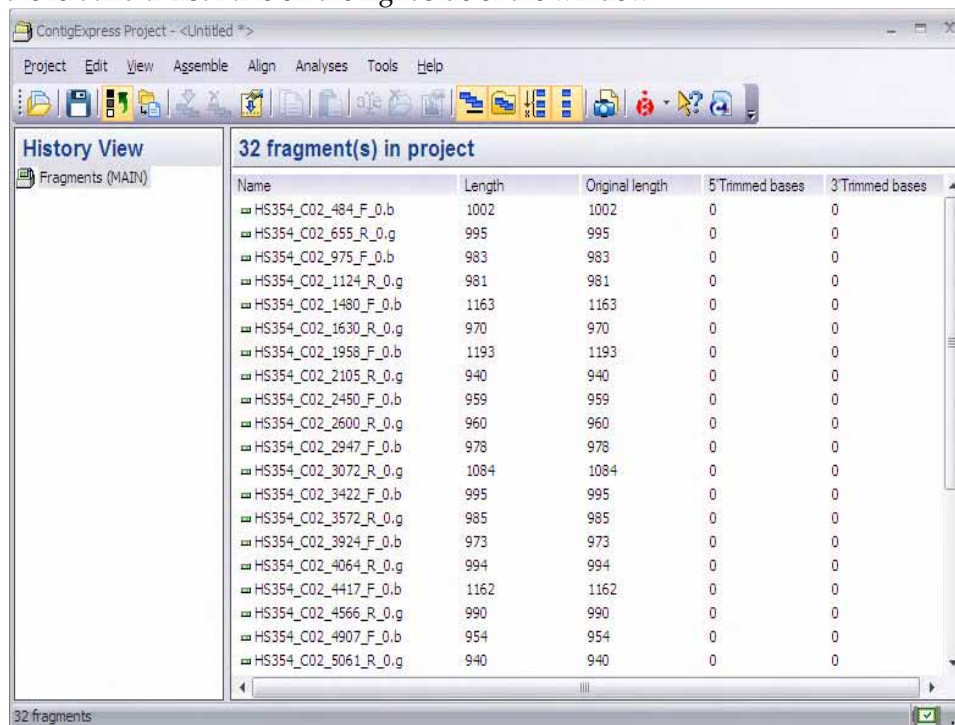 ContigExpress Project - <Untitled *>
Project Edit View Assemble Align Analyses Tools Help
History View
Fragments (MAIN)
32 fragment(s) in project
Name Length Original length 5'Trimmed bases 3'Trimmed bases
HS354_C02_484_F_0.b 1002 1002 0 0
HS354_C02_655_R_0.g 995 995 0 0
HS354_C02_975_F_0.b 983 983 0 0
HS354_C02_1124_R_0.g 981 981 0 0
HS354_C02_1480_F_0.b 1163 1163 0 0
HS354_C02_1630_R_0.g 970 970 0 0
HS354_C02_1958_F_0.b 1193 1193 0 0
HS354_C02_2105_R_0.g 940 940 0 0
HS354_C02_2450_F_0.b 959 959 0 0
HS354_C02_2600_R_0.g 960 960 0 0
HS354_C02_2947_F_0.b 978 978 0 0
HS354_C02_3072_R_0.g 1084 1084 0 0
HS354_C02_3422_F_0.b 995 995 0 0
HS354_C02_3572_R_0.g 985 985 0 0
HS354_C02_3924_F_0.b 973 973 0 0
HS354_C02_4064_R_0.g 994 994 0 0
HS354_C02_4417_F_0.b 1162 1162 0 0
HS354_C02_4566_R_0.g 990 990 0 0
HS354_C02_4907_F_0.b 954 954 0 0
HS354_C02_5061_R_0.g 940 940 0 0
32 fragments